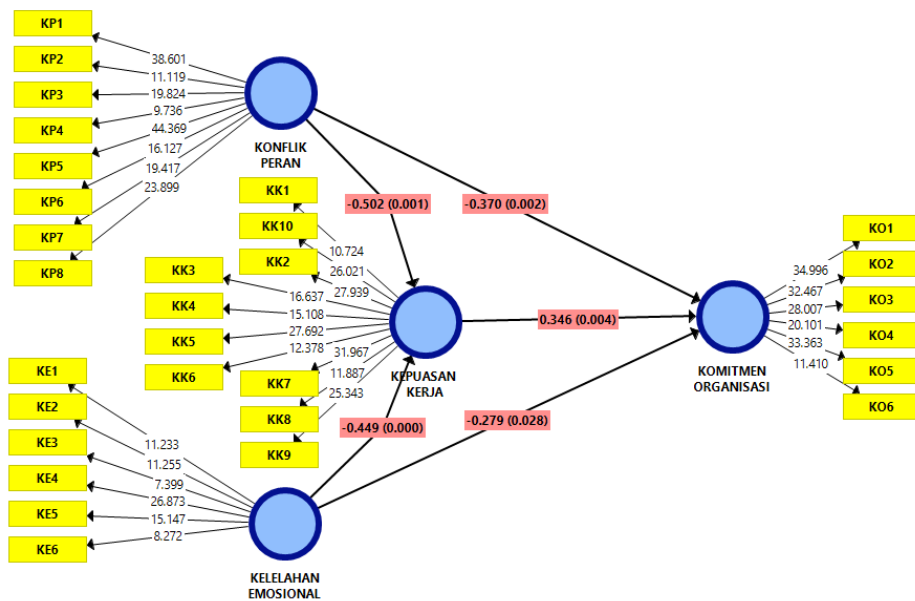 KP1
KP2
KP3
KP4
KP5
KP6
KP7
KP8
38.601
11.119
19.824
9.736
44.369
16.127
19.417
23.899
KONFLIK
PERAN
KK1
KK10
KK2
KK3
KK4
KK5
KK6
KK7
KK8
KK9
10.724
26.021
27.939
16.637
15.108
27.692
12.378
31.967
11.887
25.343
KEPUASAN
KERJA
-0.502 (0.001)
-0.370 (0.002)
0.346 (0.004)
-0.449 (0.000)
-0.279 (0.028)
KO1
KO2
KO3
KO4
KO5
KO6
34.996
32.467
28.007
20.101
33.363
11.410
KOMITMEN
ORGANISASI
KE1
KE2
KE3
KE4
KE5
KE6
11.233
11.255
7.399
26.873
15.147
8.272
KELELAHAN
EMOSIONAL